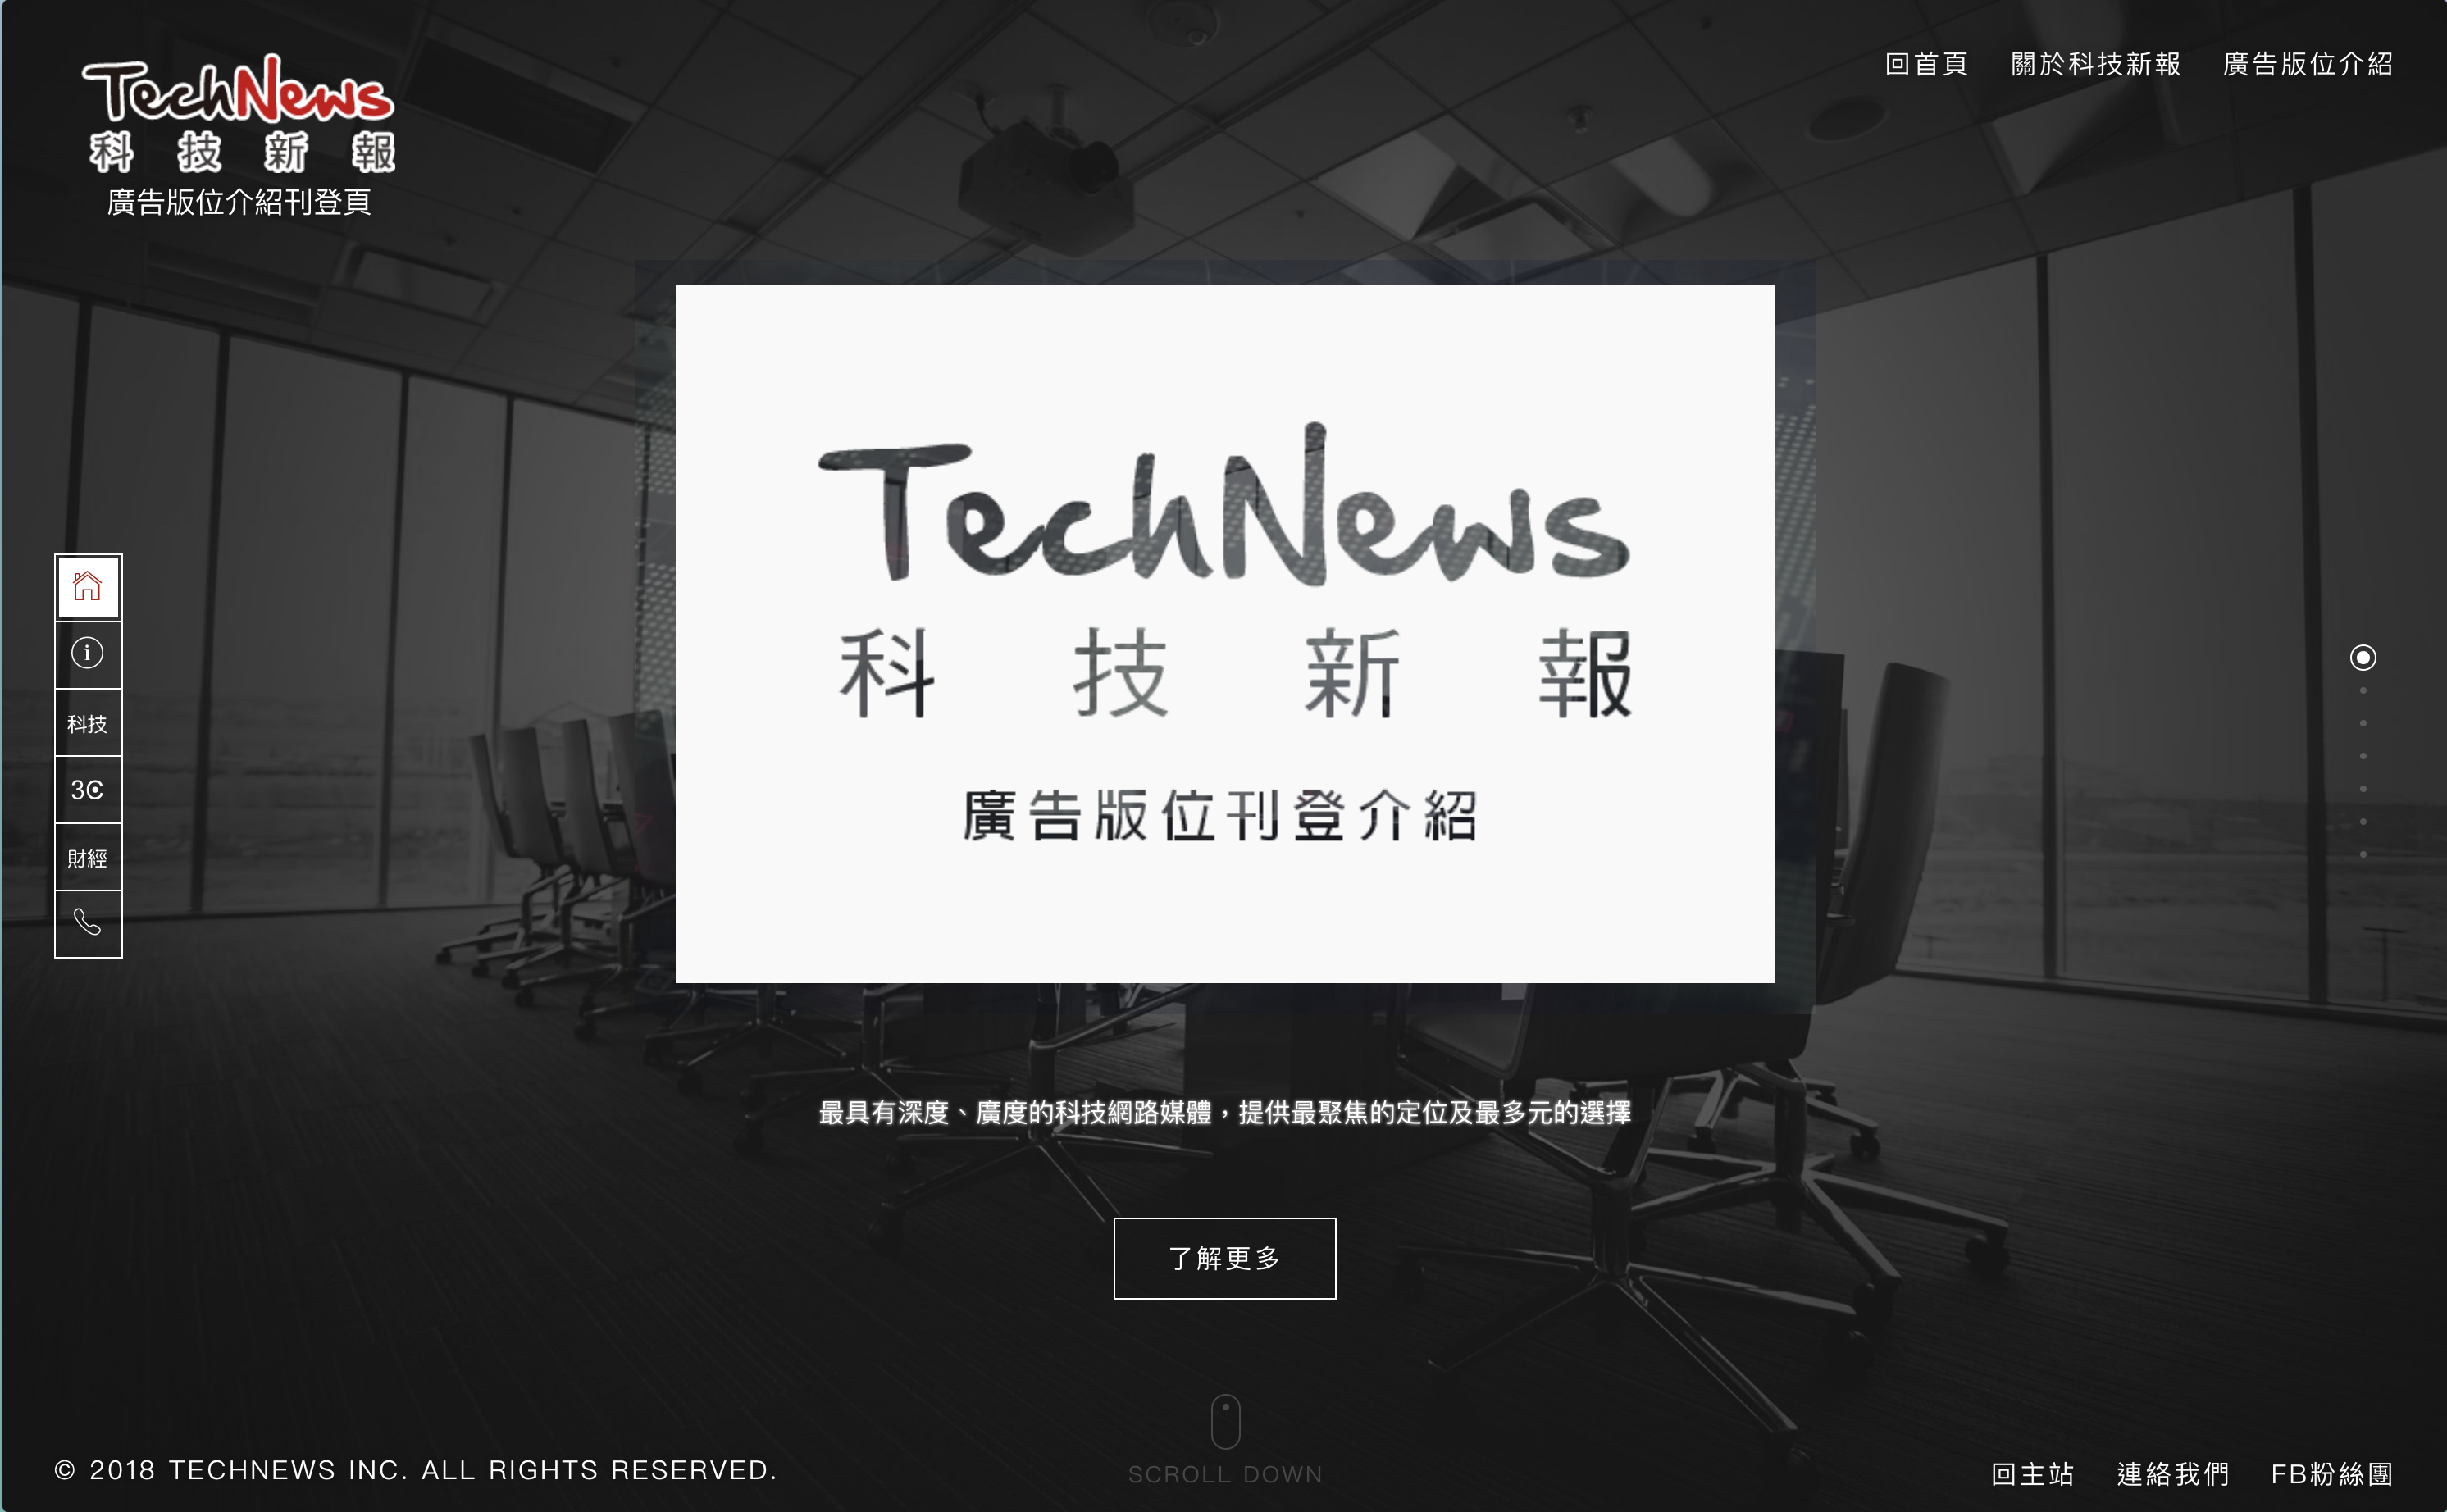 TechNews
科技新報
廣告版位介紹刊登頁
回首頁
關於科技新報
廣告版位介紹
TechNews
科技新報
廣告版位刊登介紹
科技
3C
財經
最具有深度、廣度的科技網路媒體，提供最聚焦的定位及最多元的選擇
了解更多
SCROLL DOWN
© 2018 TECHNEWS INC. ALL RIGHTS RESERVED.
回主站
連絡我們
FB粉絲團